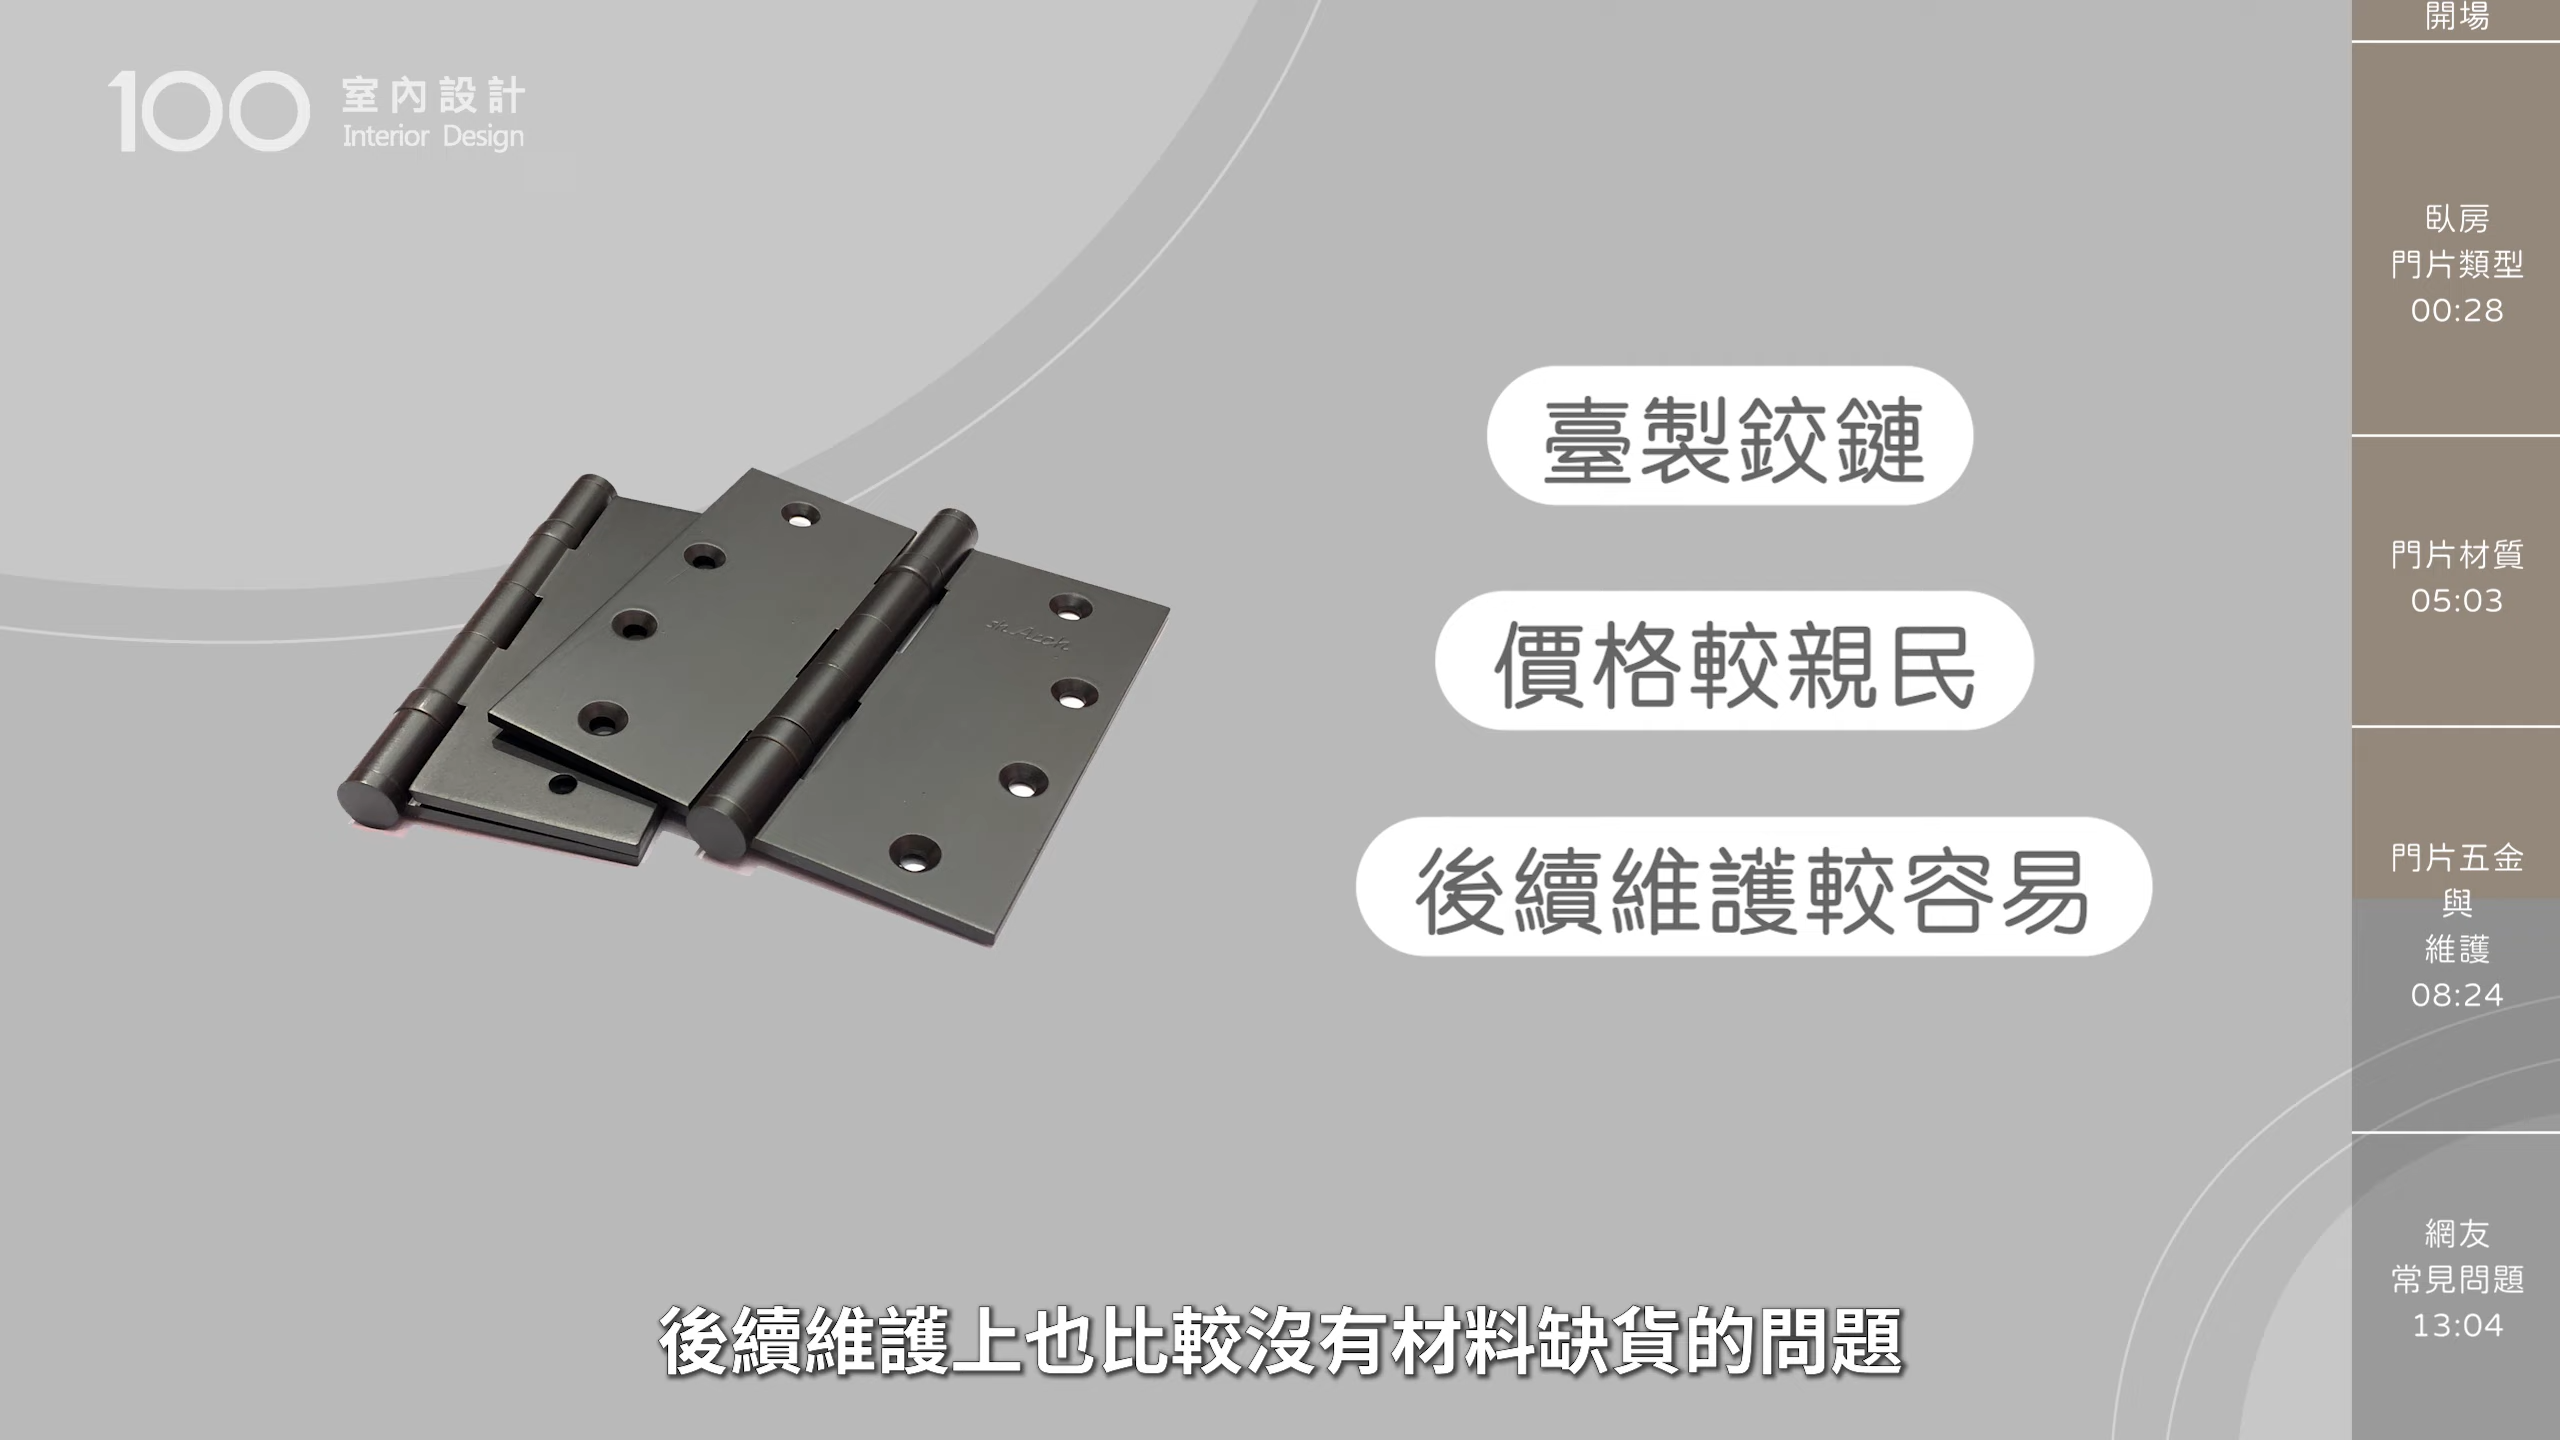 100 室內設計
Interior Design
臺製鉸鏈
價格較親民
後續維護較容易
後續維護上也比較沒有材料缺貨的問題
開場
臥房
門片類型
00:28
門片材質
05:03
門片五金
與
維護
08:24
網友
常見問題
13:04